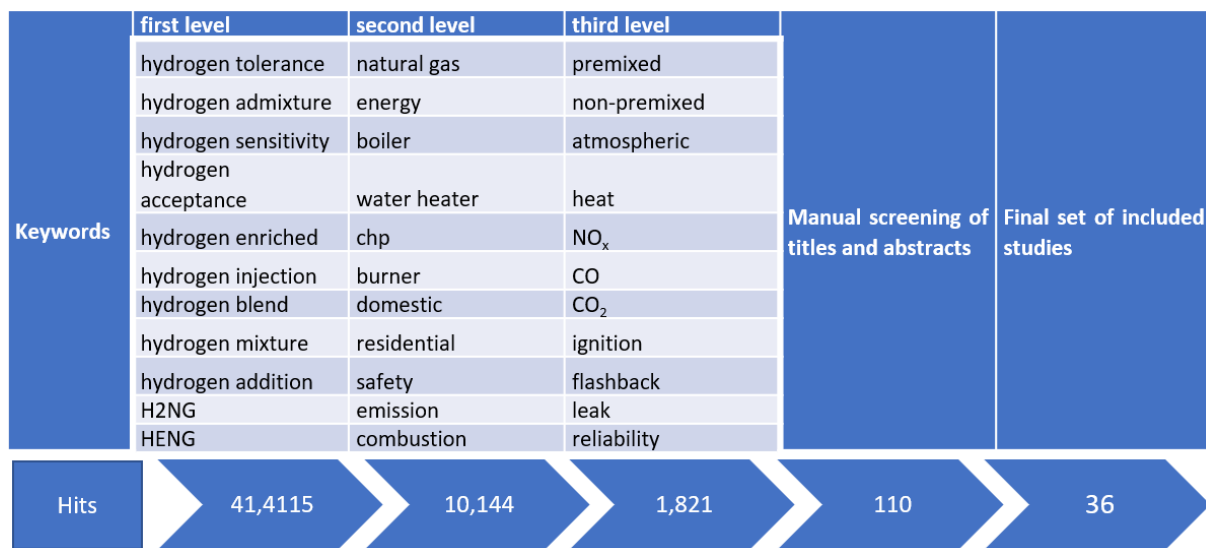 first level second level third level
hydrogen tolerance natural gas premixed
hydrogen admixture energy non-premixed
hydrogen sensitivity boiler atmospheric
hydrogen
acceptance water heater heat
Keywords
hydrogen enriched chp NOx
Manual screening of
titles and abstracts
Final set of included
studies
hydrogen injection burner CO
hydrogen blend domestic CO2
hydrogen mixture residential ignition
hydrogen addition safety flashback
H2NG emission leak
HENG combustion reliability
Hits 41,4115 10,144 1,821 110 36